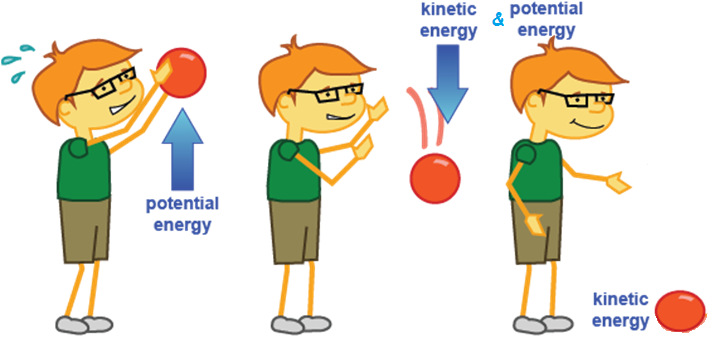 potential
energy
kinetic & potential
energy energy
kinetic
energy